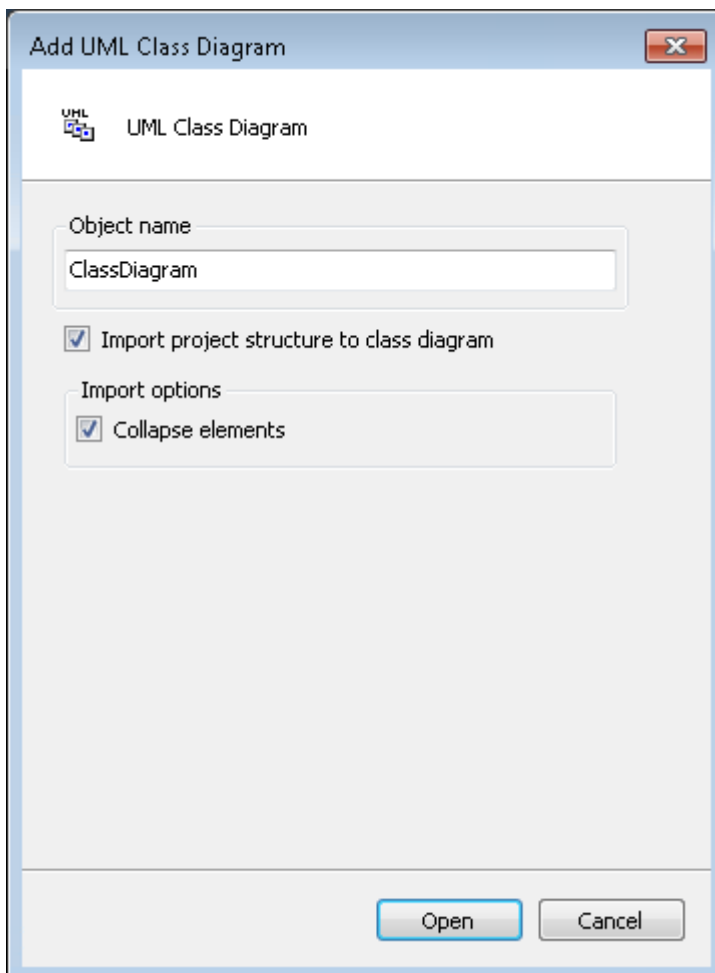 Add UML Class Diagram
UML
UML Class Diagram
Object name
ClassDiagram
Import project structure to class diagram
Import options
Collapse elements
Open
Cancel